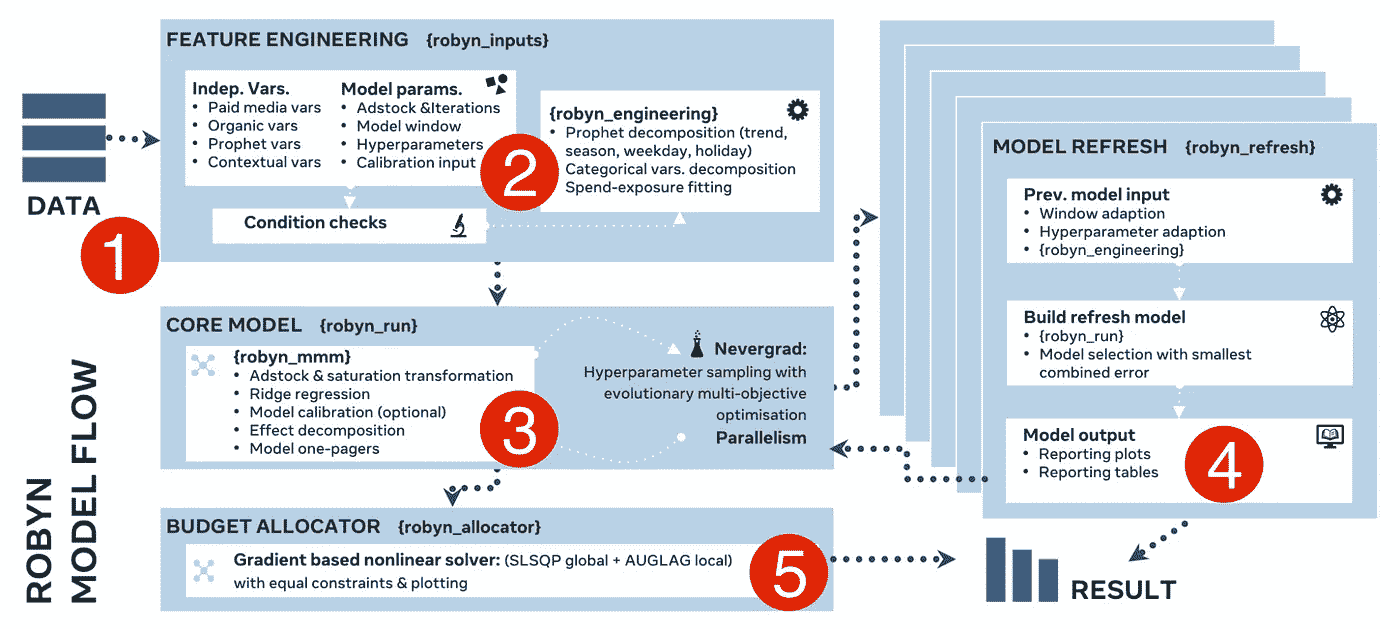 FEATURE ENGINEERING {robyn_inputs}
Indep. Vars.
• Paid media vars
• Organic vars
• Prophet vars
• Contextual vars
Model params.
• Adstock &Iterations
• Model window
• Hyperparameters
• Calibration input
Condition checks
2
{robyn_engineering}
• Prophet decomposition (trend,
season, weekday, holiday)
Categorical vars. decomposition
Spend-exposure fitting
DATA
1
CORE MODEL {robyn_run}
{robyn_mmm}
• Adstock & saturation transformation
• Ridge regression
• Model calibration (optional)
• Effect decomposition
• Model one-pagers
3
Nevergrad:
Hyperparameter sampling with
evolutionary multi-objective
optimisation
Parallelism
BUDGET ALLOCATOR {robyn_allocator}
Gradient based nonlinear solver: (SLSQP global + AUGLAG local)
with equal constraints & plotting
5
MODEL REFRESH {robyn_refresh}
Prev. model input
• Window adaption
• Hyperparameter adaption
• {robyn_engineering}
Build refresh model
• {robyn_run}
• Model selection with smallest
combined error
Model output
• Reporting plots
• Reporting tables
4
RESULT
ROBYN
MODEL FLOW